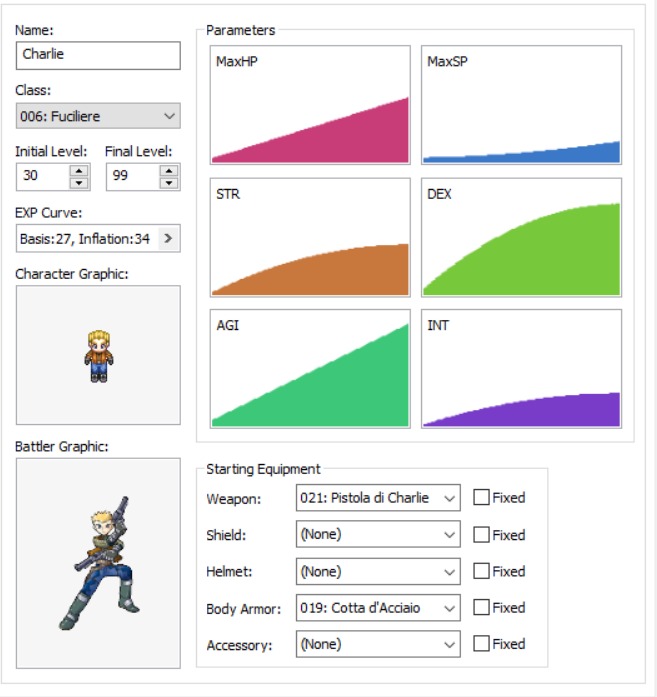 Name:
Charlie
Class:
006: Fuciliere
Initial Level:
Final Level:
30
99
EXP Curve:
Basis:27, Inflation:34 >
Character Graphic:
Battler Graphic:
Parameters
MaxHP
MaxSP
STR
DEX
AGI
INT
Starting Equipment
Weapon: 021: Pistola di Charlie Fixed
Shield: (None) Fixed
Helmet: (None) Fixed
Body Armor: 019: Cotta d'Acciaio Fixed
Accessory: (None) Fixed